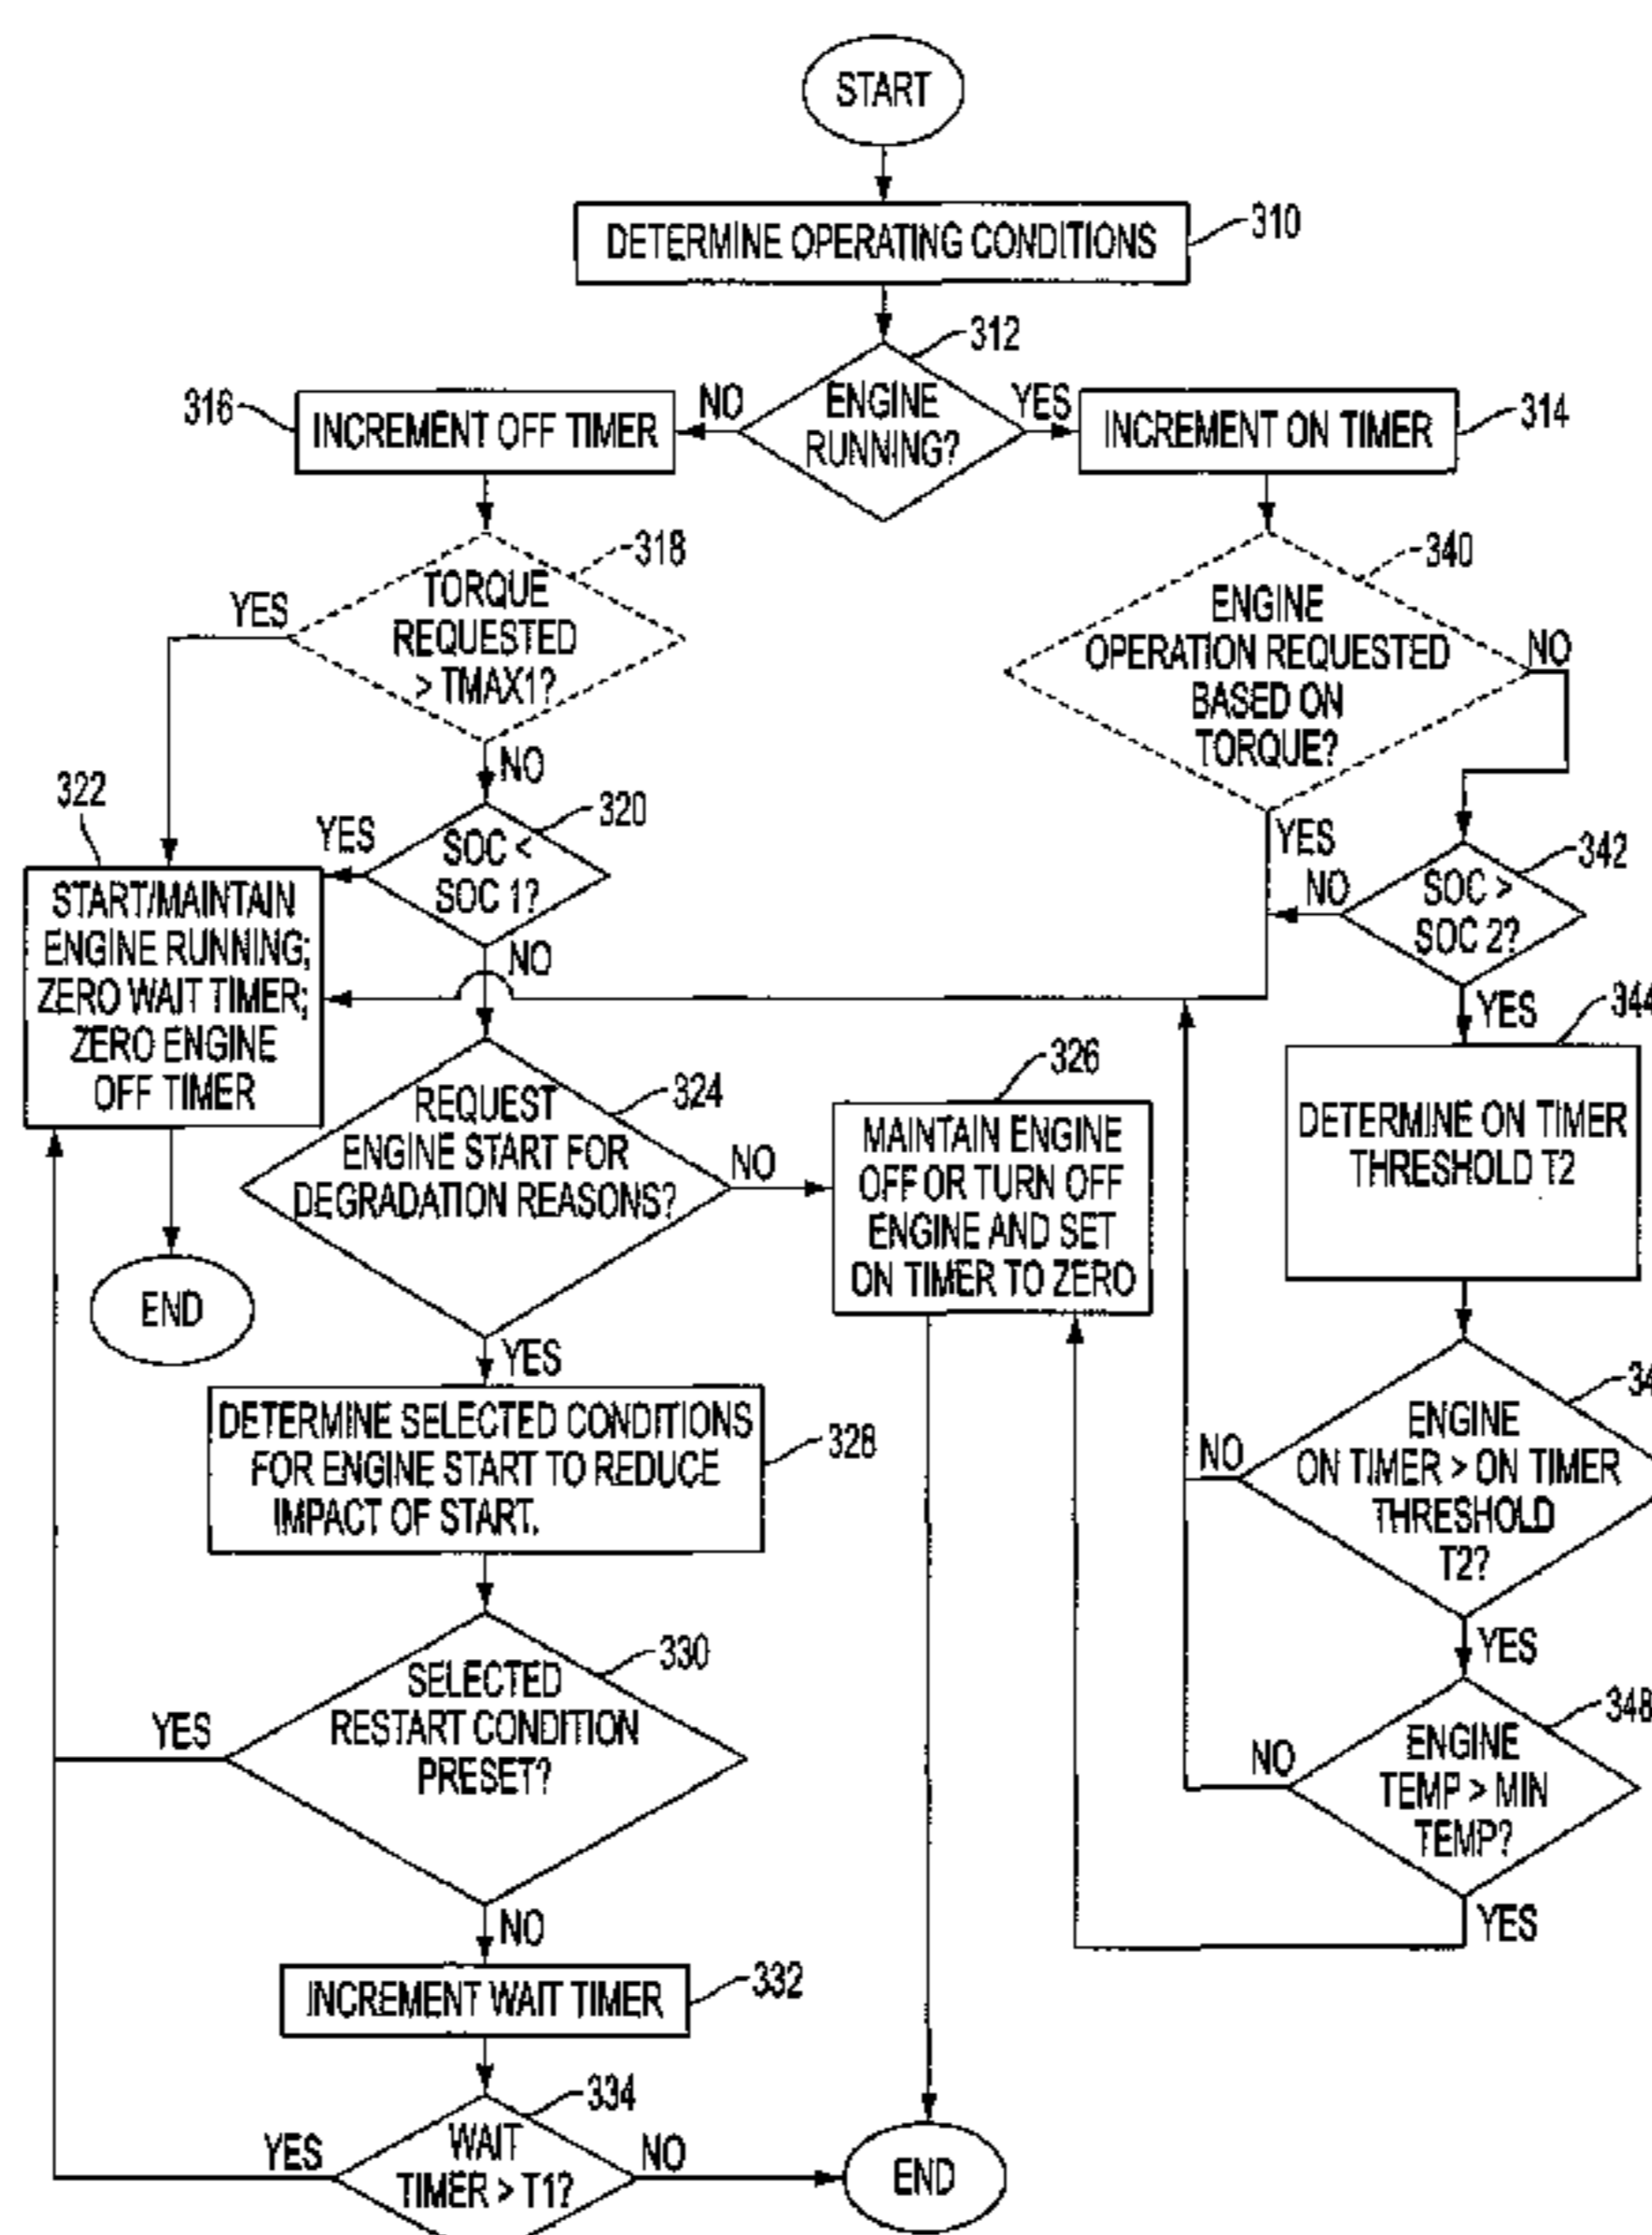 START
DETERMINE OPERATING CONDITIONS
310
312
ENGINE
RUNNING?
NO
YES
316
INCREMENT OFF TIMER
INCREMENT ON TIMER
314
318
TORQUE
REQUESTED
> TMAX1?
YES
NO
340
ENGINE
OPERATION REQUESTED
BASED ON
TORQUE?
NO
YES
322
START/MAINTAIN
ENGINE RUNNING;
ZERO WAIT TIMER;
ZERO ENGINE
OFF TIMER
END
320
SOC <
SOC 1?
YES
NO
342
SOC >
SOC 2?
NO
YES
344
DETERMINE ON TIMER
THRESHOLD T2
324
REQUEST
ENGINE START FOR
DEGRADATION REASONS?
NO
YES
326
MAINTAIN ENGINE
OFF OR TURN OFF
ENGINE AND SET
ON TIMER TO ZERO
328
DETERMINE SELECTED CONDITIONS
FOR ENGINE START TO REDUCE
IMPACT OF START.
34
ENGINE
ON TIMER > ON TIMER
THRESHOLD
T2?
NO
YES
330
SELECTED
RESTART CONDITION
PRESET?
YES
NO
348
ENGINE
TEMP > MIN
TEMP?
NO
YES
INCREMENT WAIT TIMER
332
334
WAIT
TIMER > T1?
YES
NO
END